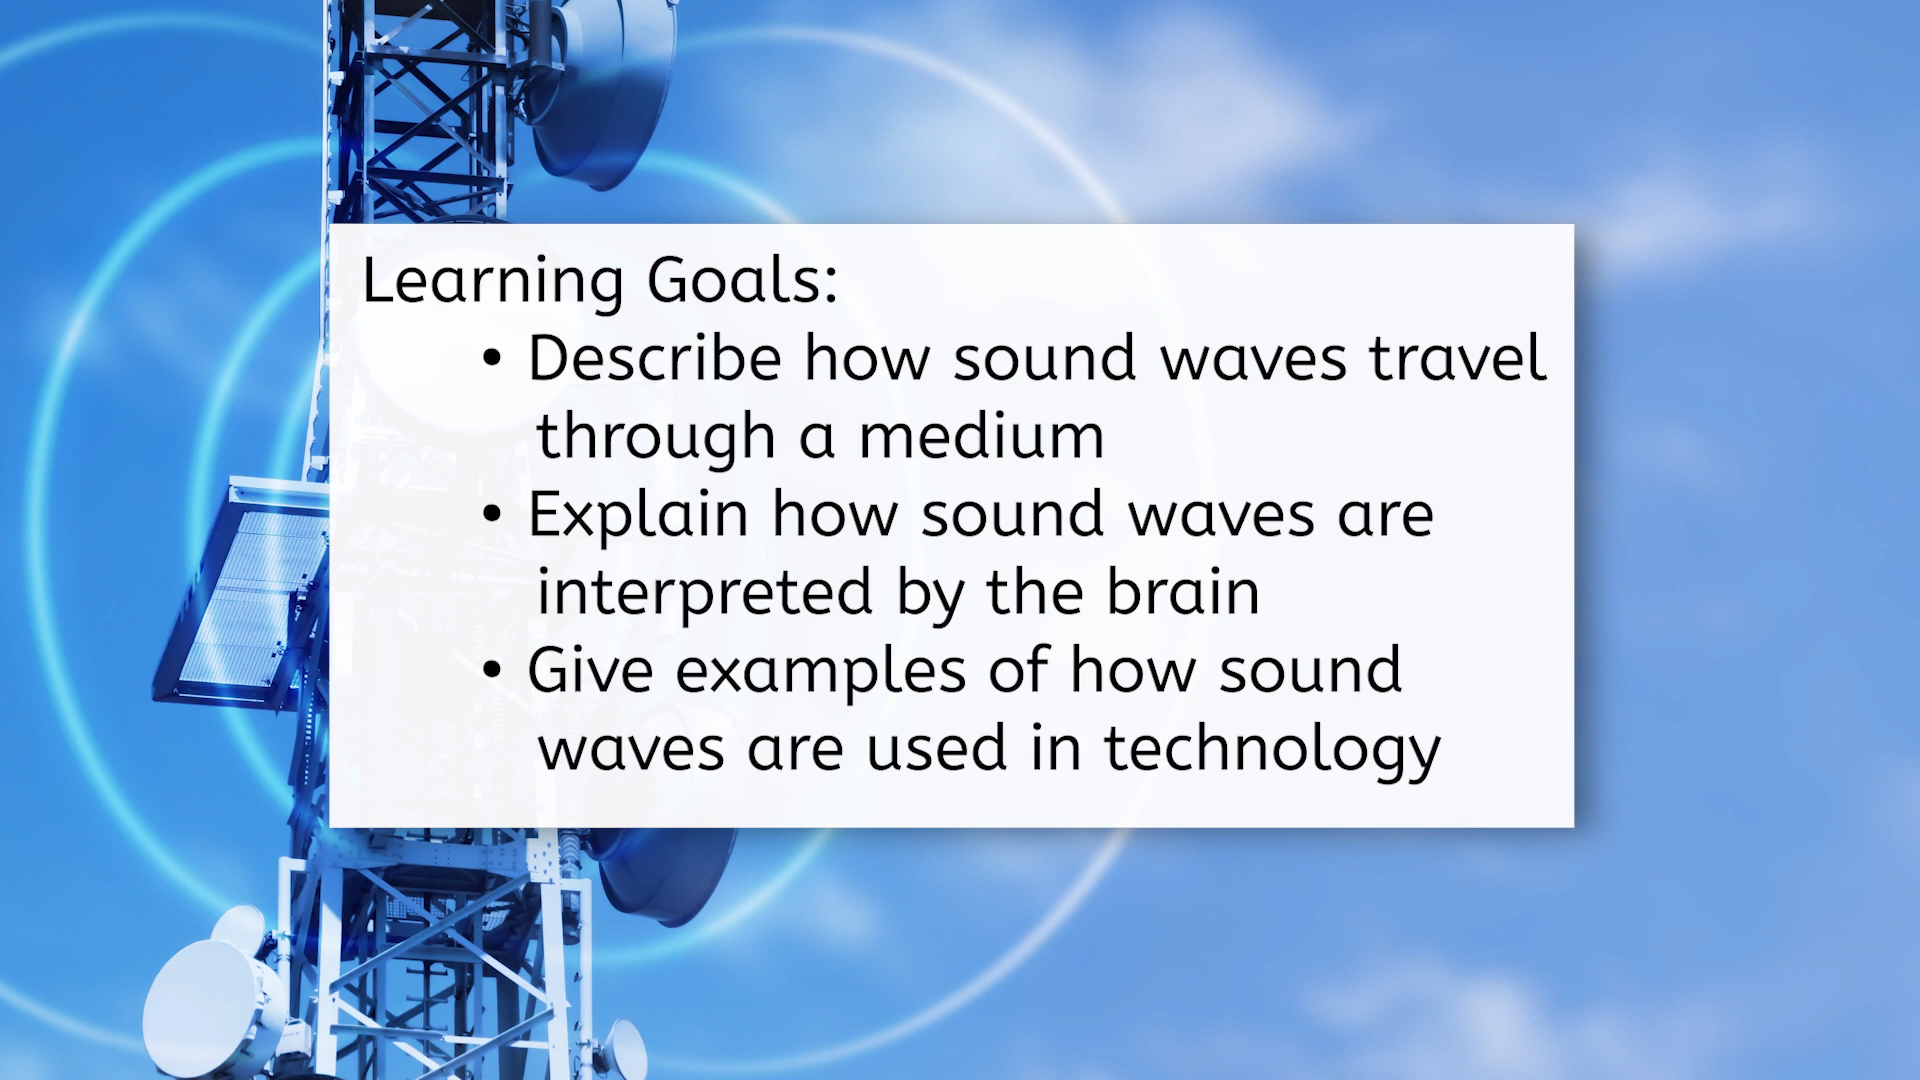 Learning Goals:
• Describe how sound waves travel
through a medium
• Explain how sound waves are
interpreted by the brain
• Give examples of how sound
waves are used in technology